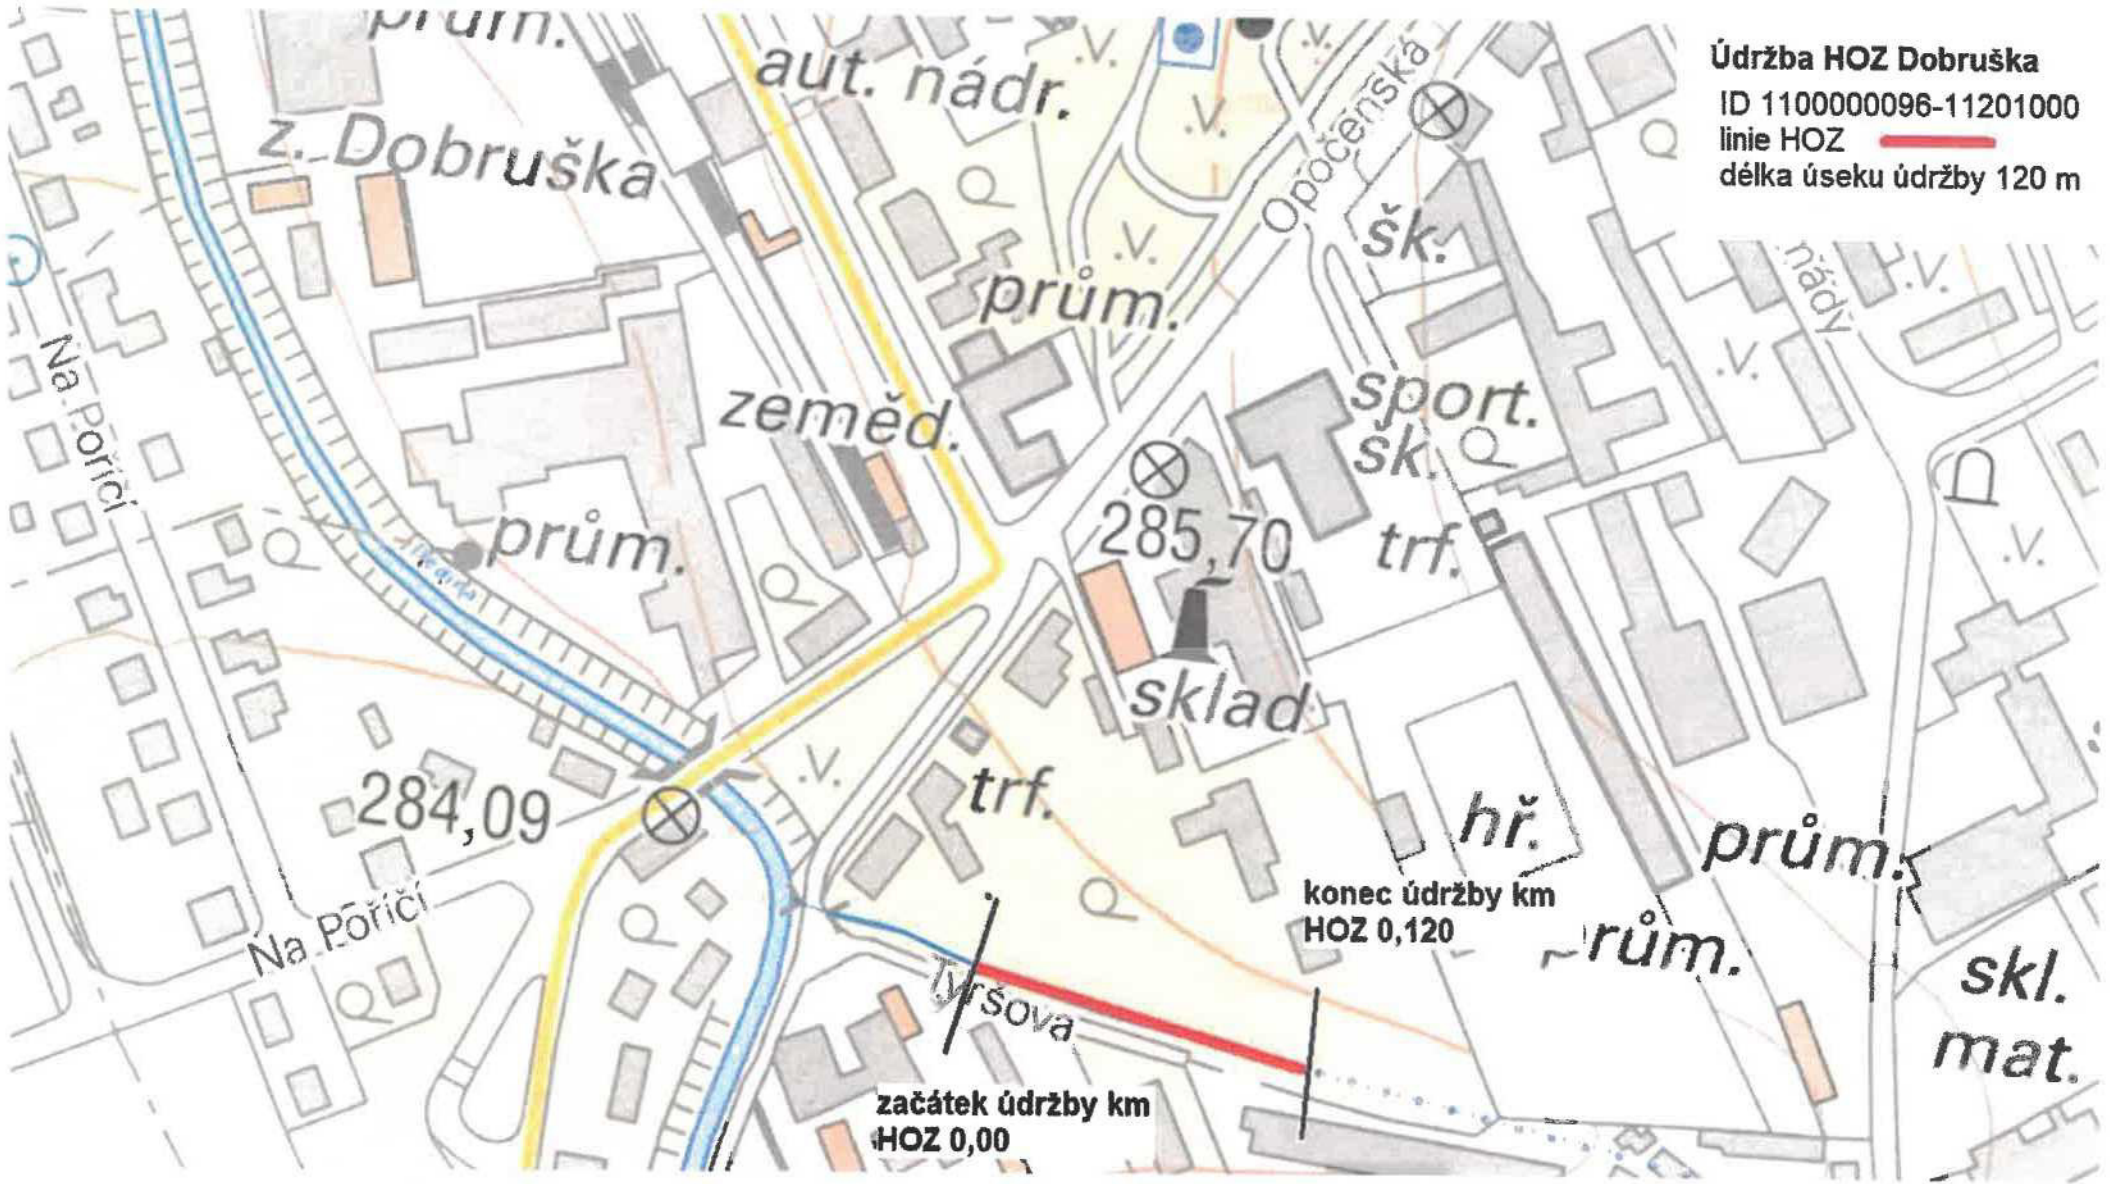 prům.
Údržba HOZ Dobruška
ID 1100000096-11201000
linie HOZ
délka úseku údržby 120 m
aut. nádr.
z. Dobruška
Opočenská
šk.
prům.
nády
Na Poříčí
zeměd.
sport.
šk.
285,70
trf.
prům.
sklad
284,09
trf.
hř.
prům.
konec údržby km
HOZ 0,120
růrm.
Na Poříčí
Tyršova
skl.
mat.
začátek údržby km
HOZ 0,00